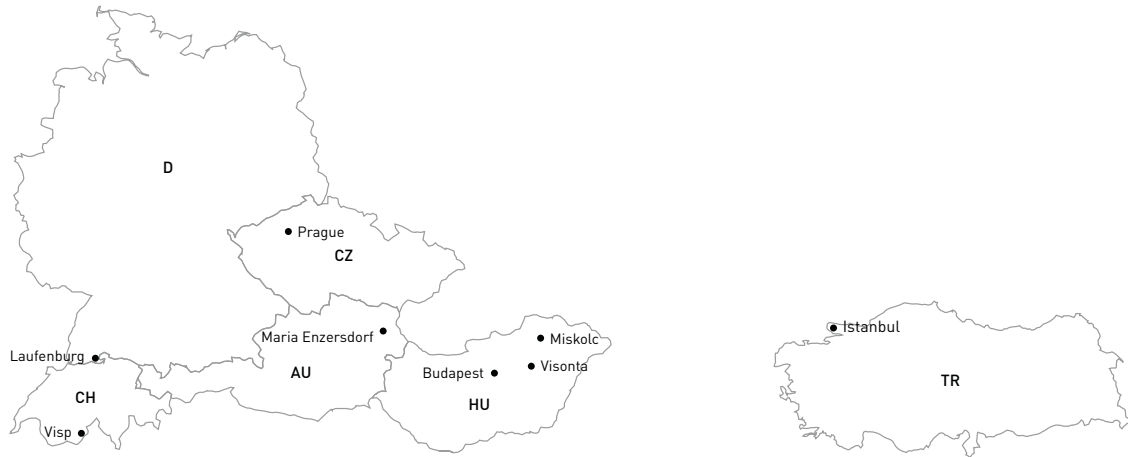 D
Prague
CZ
Istanbul
Maria Enzersdorf
Miskolc
Laufenburg
Visonta
Budapest
AU
TR
CH
HU
Visp